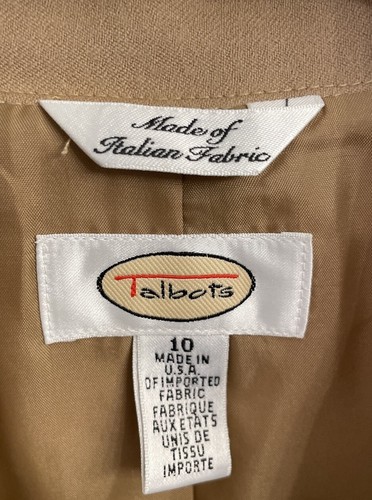 Made of
Italian Fabric
Talbots
10
MADE IN
U.S.A.
OF IMPORTED
FABRIC
FABRIQUE
AUX ETATS
UNIS DE
TISSU
IMPORTE